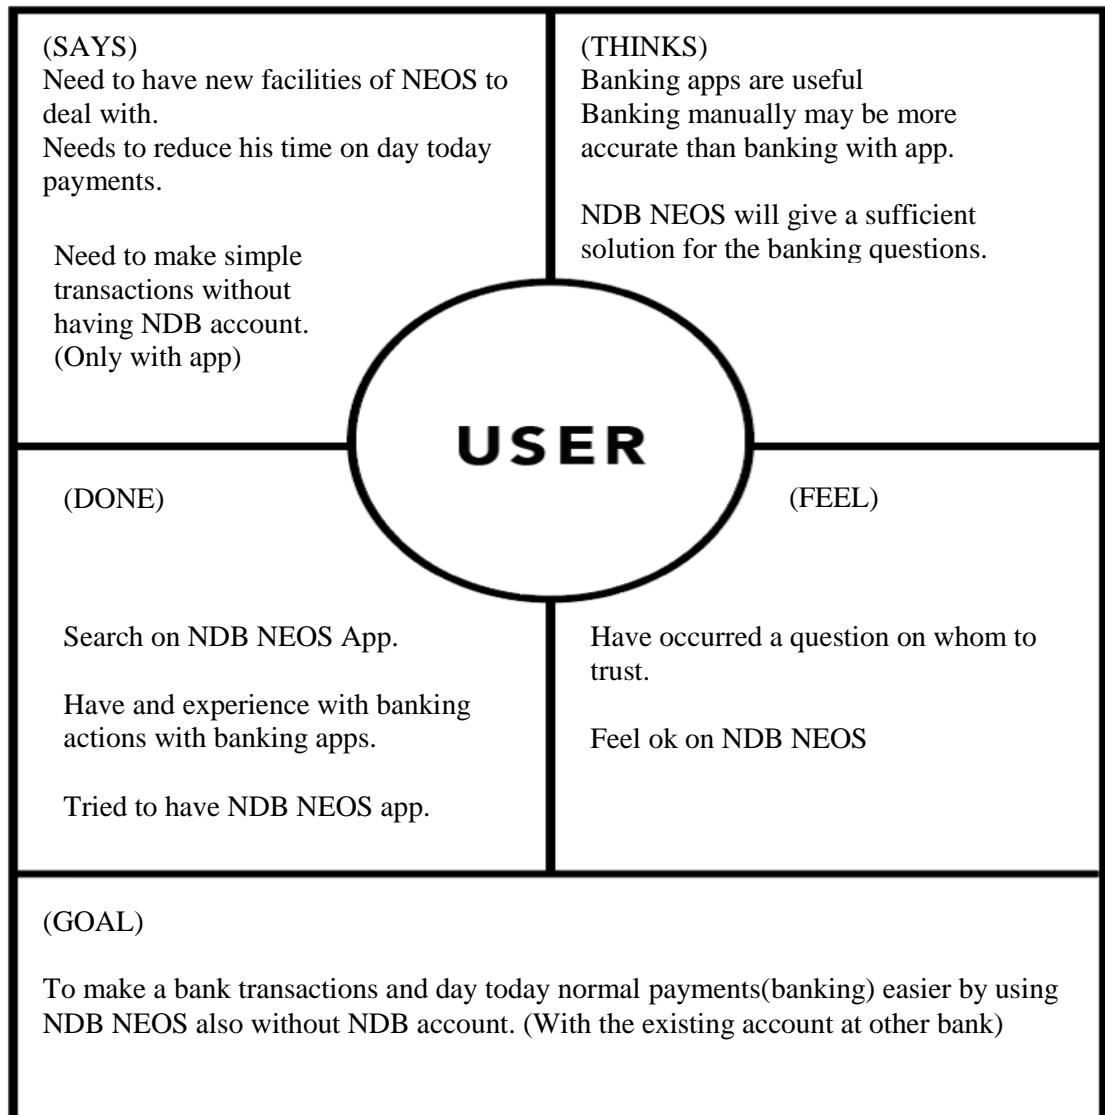 (SAYS)
Need to have new facilities of NEOS to
deal with.
Needs to reduce his time on day today
payments.
Need to make simple
transactions without
having NDB account.
(Only with app)
(THINKS)
Banking apps are useful
Banking manually may be more
accurate than banking with app.
NDB NEOS will give a sufficient
solution for the banking questions.
USER
(DONE)
Search on NDB NEOS App.
Have and experience with banking
actions with banking apps.
Tried to have NDB NEOS app.
(FEEL)
Have occurred a question on whom to
trust.
Feel ok on NDB NEOS
(GOAL)
To make a bank transactions and day today normal payments(banking) easier by using
NDB NEOS also without NDB account. (With the existing account at other bank)